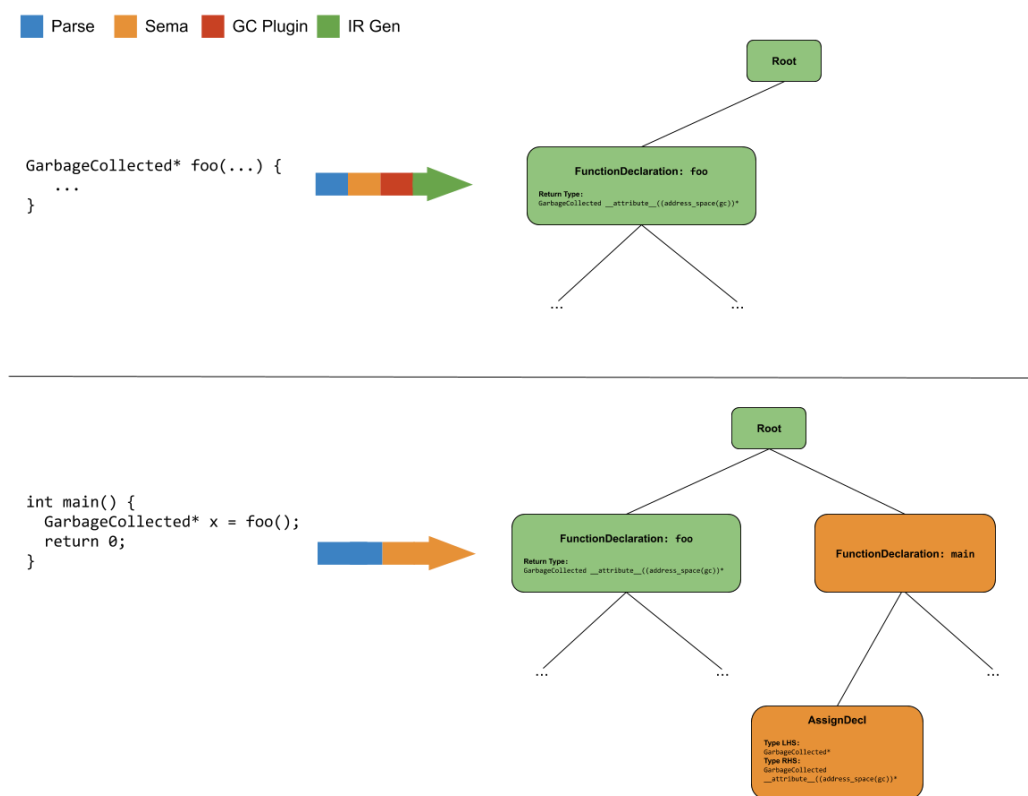 Parse Sema GC Plugin IR Gen
Root
GarbageCollected* foo(...) {
...
}
FunctionDeclaration: foo
Return Type:
GarbageCollected __attribute__((address_space(gc))*
... ...
Root
int main() {
GarbageCollected* x = foo();
return 0;
}
FunctionDeclaration: foo
Return Type:
GarbageCollected __attribute__((address_space(gc))*
FunctionDeclaration: main
... ... ...
AssignDecl
Type LHS:
GarbageCollected*
Type RHS:
GarbageCollected
__attribute__((address_space(gc))*